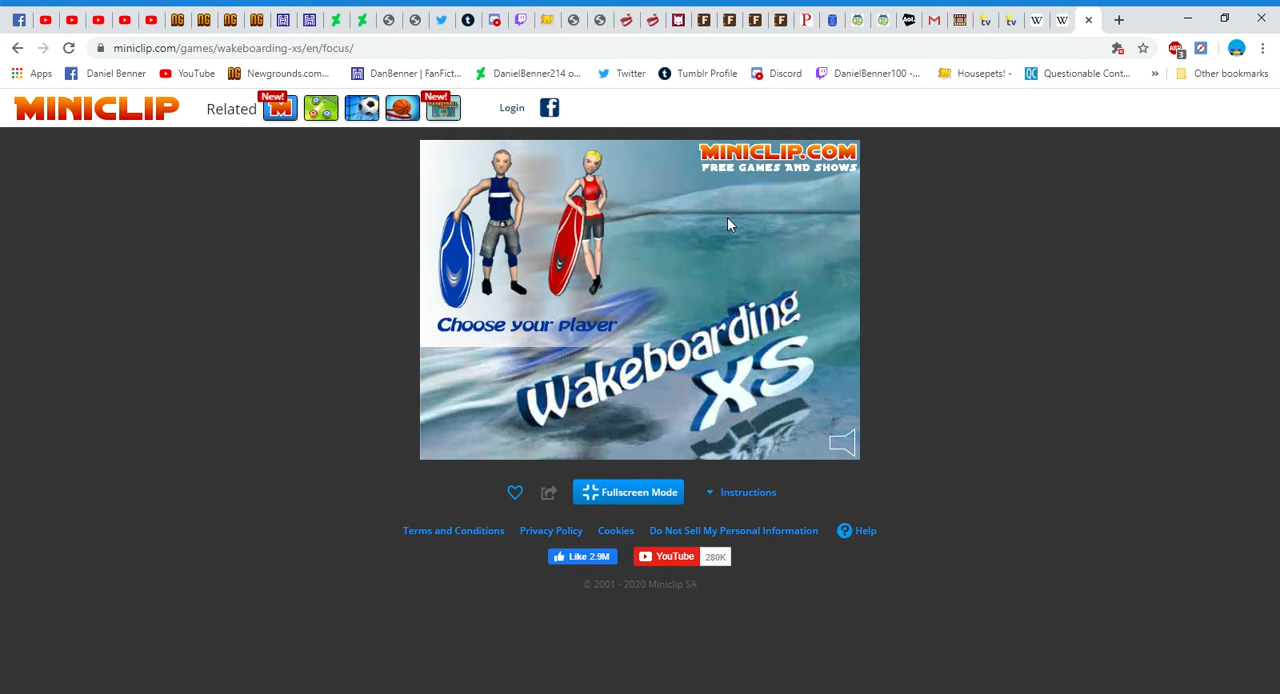 miniclip.com/games/wakeboarding-xs/en/focus/
3
Apps Daniel Benner YouTube Newgrounds.com... DanBenner | FanFict... DanielBenner214 o... Twitter Tumblr Profile Discord DanielBenner100 -... Housepets! - Questionable Cont... » Other bookmarks
MINICLIP Related New! New! Login
MINICLIP.COM
FREE GAMES AND SHOWS
Choose your player
Wakeboarding
XS
Fullscreen Mode Instructions
Terms and Conditions Privacy Policy Cookies Do Not Sell My Personal Information ? Help
Like 2.9M YouTube 280K
© 2001 - 2020 Miniclip SA